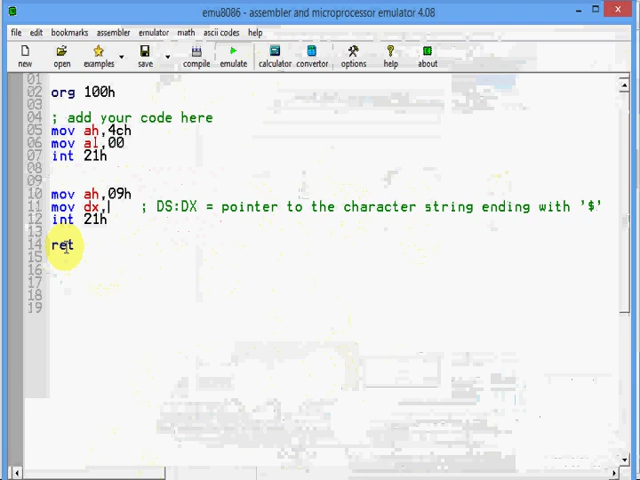 emu8086 - assembler and microprocessor emulator 4.08
file edit bookmarks assembler emulator math ascii codes help
new open examples save compile emulate calculator convertor options help about
01
02 org 100h
03
04 ; add your code here
05 mov ah,4ch
06 mov al,00
07 int 21h
08
09
10 mov ah,09h
11 mov dx, ; DS:DX = pointer to the character string ending with '$'
12 int 21h
13
14 ret
15
16
17
18
19